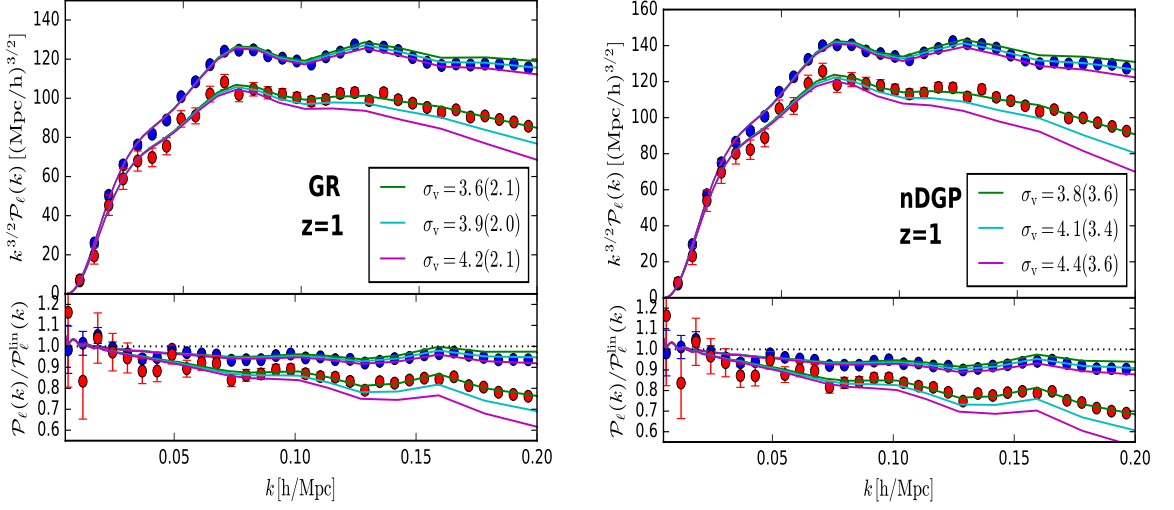 140
120
100
80
60
40
20
0
k^{3/2} 𝒫_ℓ(k) [(Mpc/h)^{3/2}]
GR
z=1
σ_v = 3.6(2.1)
σ_v = 3.9(2.0)
σ_v = 4.2(2.1)
1.2
1.1
1.0
0.9
0.8
0.7
0.6
𝒫_ℓ(k)/𝒫_ℓ^{lin}(k)
0.05
0.10
0.15
0.20
k [h/Mpc]
160
140
120
100
80
60
40
20
0
k^{3/2} 𝒫_ℓ(k) [(Mpc/h)^{3/2}]
nDGP
z=1
σ_v = 3.8(3.6)
σ_v = 4.1(3.4)
σ_v = 4.4(3.6)
1.2
1.1
1.0
0.9
0.8
0.7
0.6
𝒫_ℓ(k)/𝒫_ℓ^{lin}(k)
0.05
0.10
0.15
0.20
k [h/Mpc]